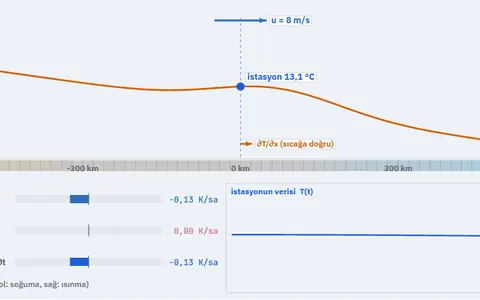 u = 8 m/s
istasyon 13,1 °C
∂T/∂x (sıcağa doğru)
-300 km
0 km
300 km
istasyonun verisi T(t)
-0,13 K/sa
0,00 K/sa
-0,13 K/sa
∂t
ol: soğuma, sağ: ısınma)